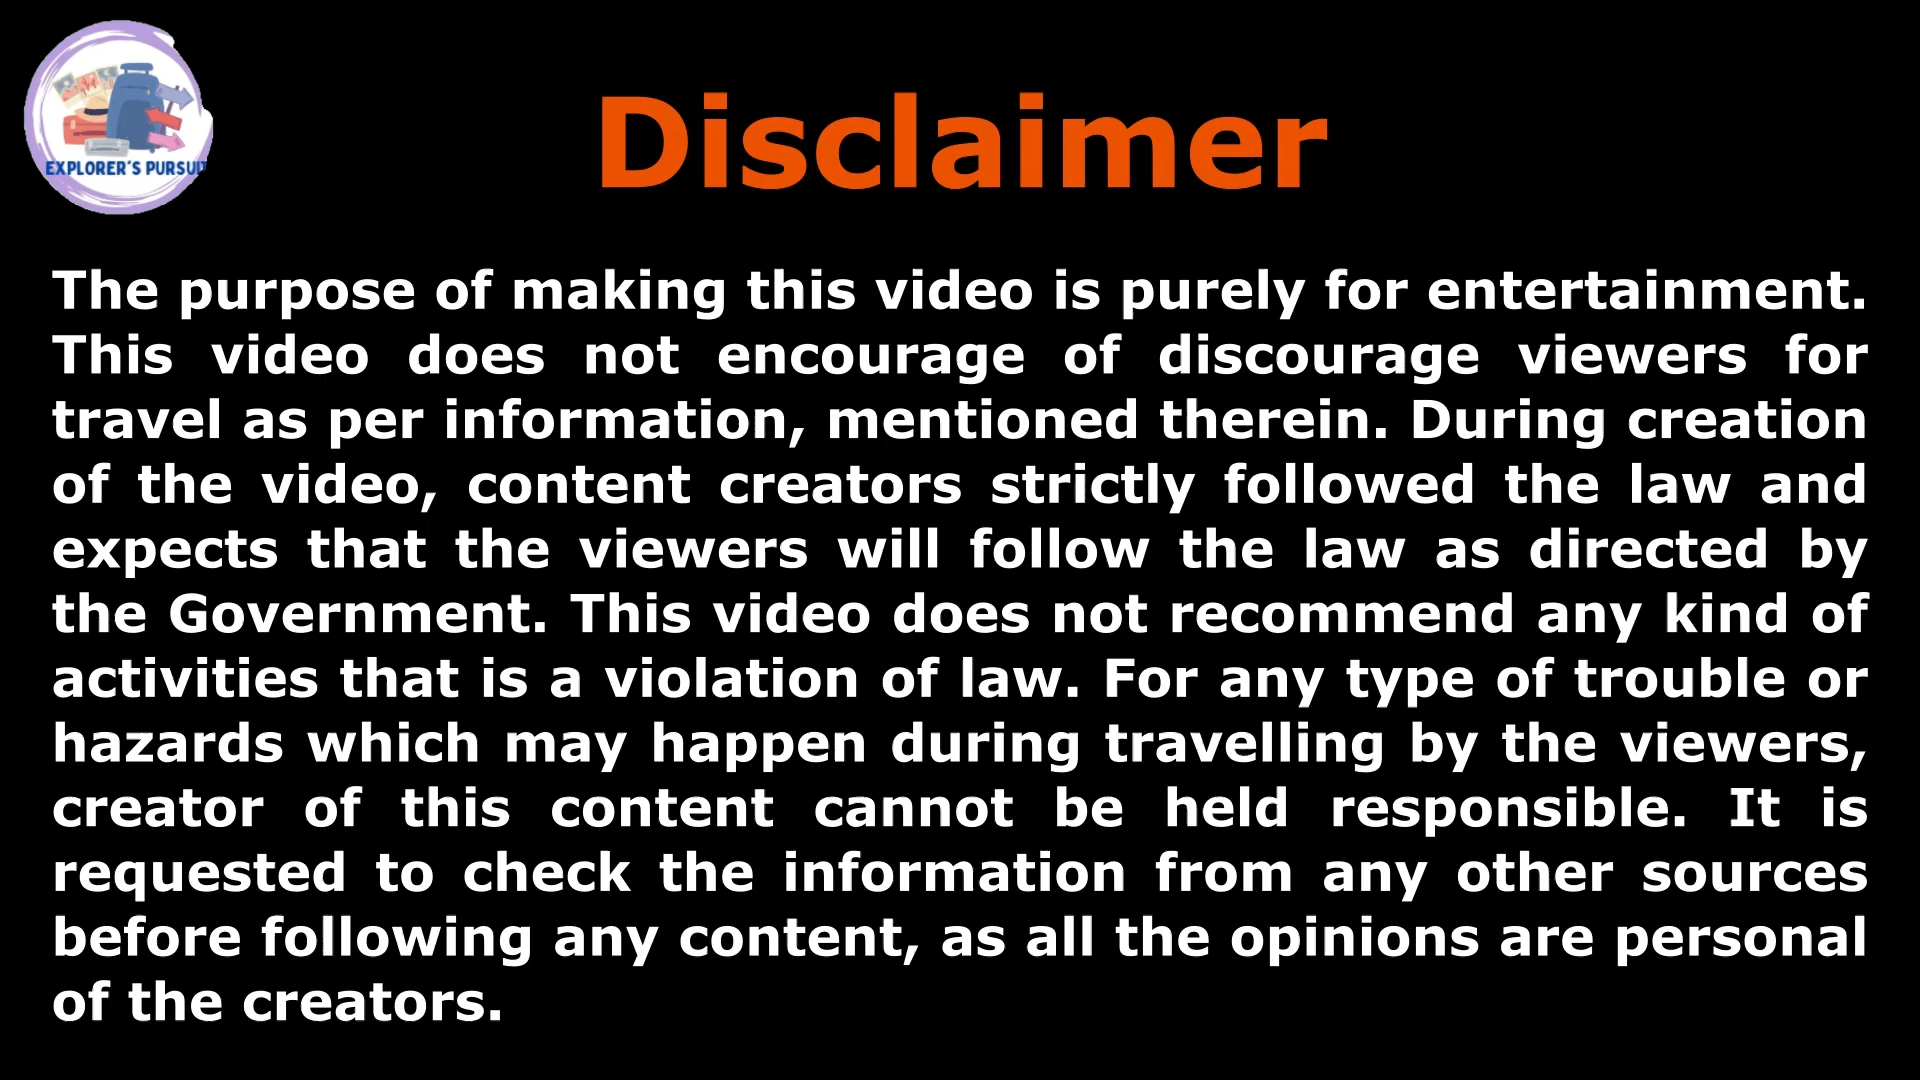 EXPLORER'S PURSUIT
Disclaimer
The purpose of making this video is purely for entertainment.
This video does not encourage of discourage viewers for
travel as per information, mentioned therein. During creation
of the video, content creators strictly followed the law and
expects that the viewers will follow the law as directed by
the Government. This video does not recommend any kind of
activities that is a violation of law. For any type of trouble or
hazards which may happen during travelling by the viewers,
creator of this content cannot be held responsible. It is
requested to check the information from any other sources
before following any content, as all the opinions are personal
of the creators.